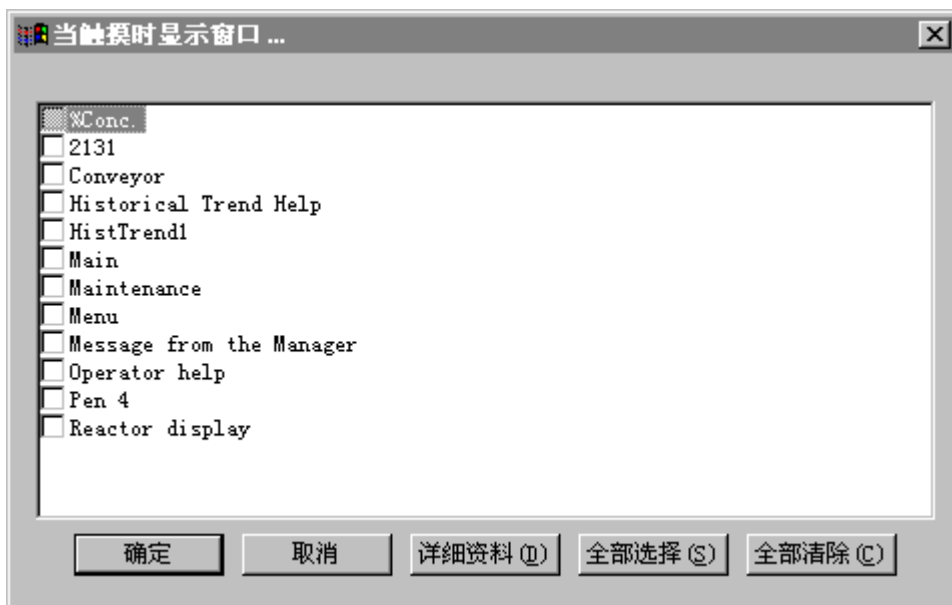 当触摸时显示窗口...
%Conc.
2131
Conveyor
Historical Trend Help
HistTrend1
Main
Maintenance
Menu
Message from the Manager
Operator help
Pen 4
Reactor display
确定 取消 详细资料(D) 全部选择(S) 全部清除(C)